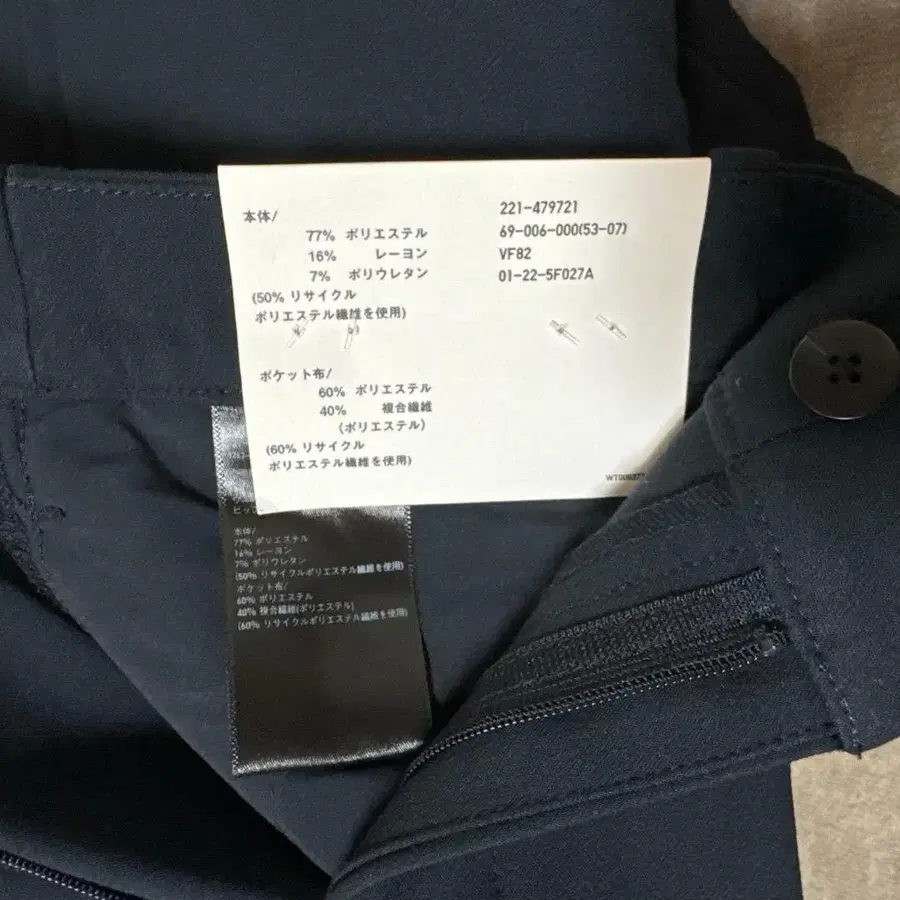 本体/
77% ポリエステル
16% レーヨン
7% ポリウレタン
(50% リサイクル
ポリエステル繊維を使用)
ポケット布/
60% ポリエステル
40% 複合繊維
(ポリエステル)
(60% リサイクル
ポリエステル繊維を使用)
221-479721
69-006-000(53-07)
VF82
01-22-5F027A
本体/
77% ポリエステル
16% レーヨン
7% ポリウレタン
(50% リサイクルポリエステル繊維を使用)
ポケット布/
60% ポリエステル
40% 複合繊維(ポリエステル)
(60% リサイクルポリエステル繊維を使用)